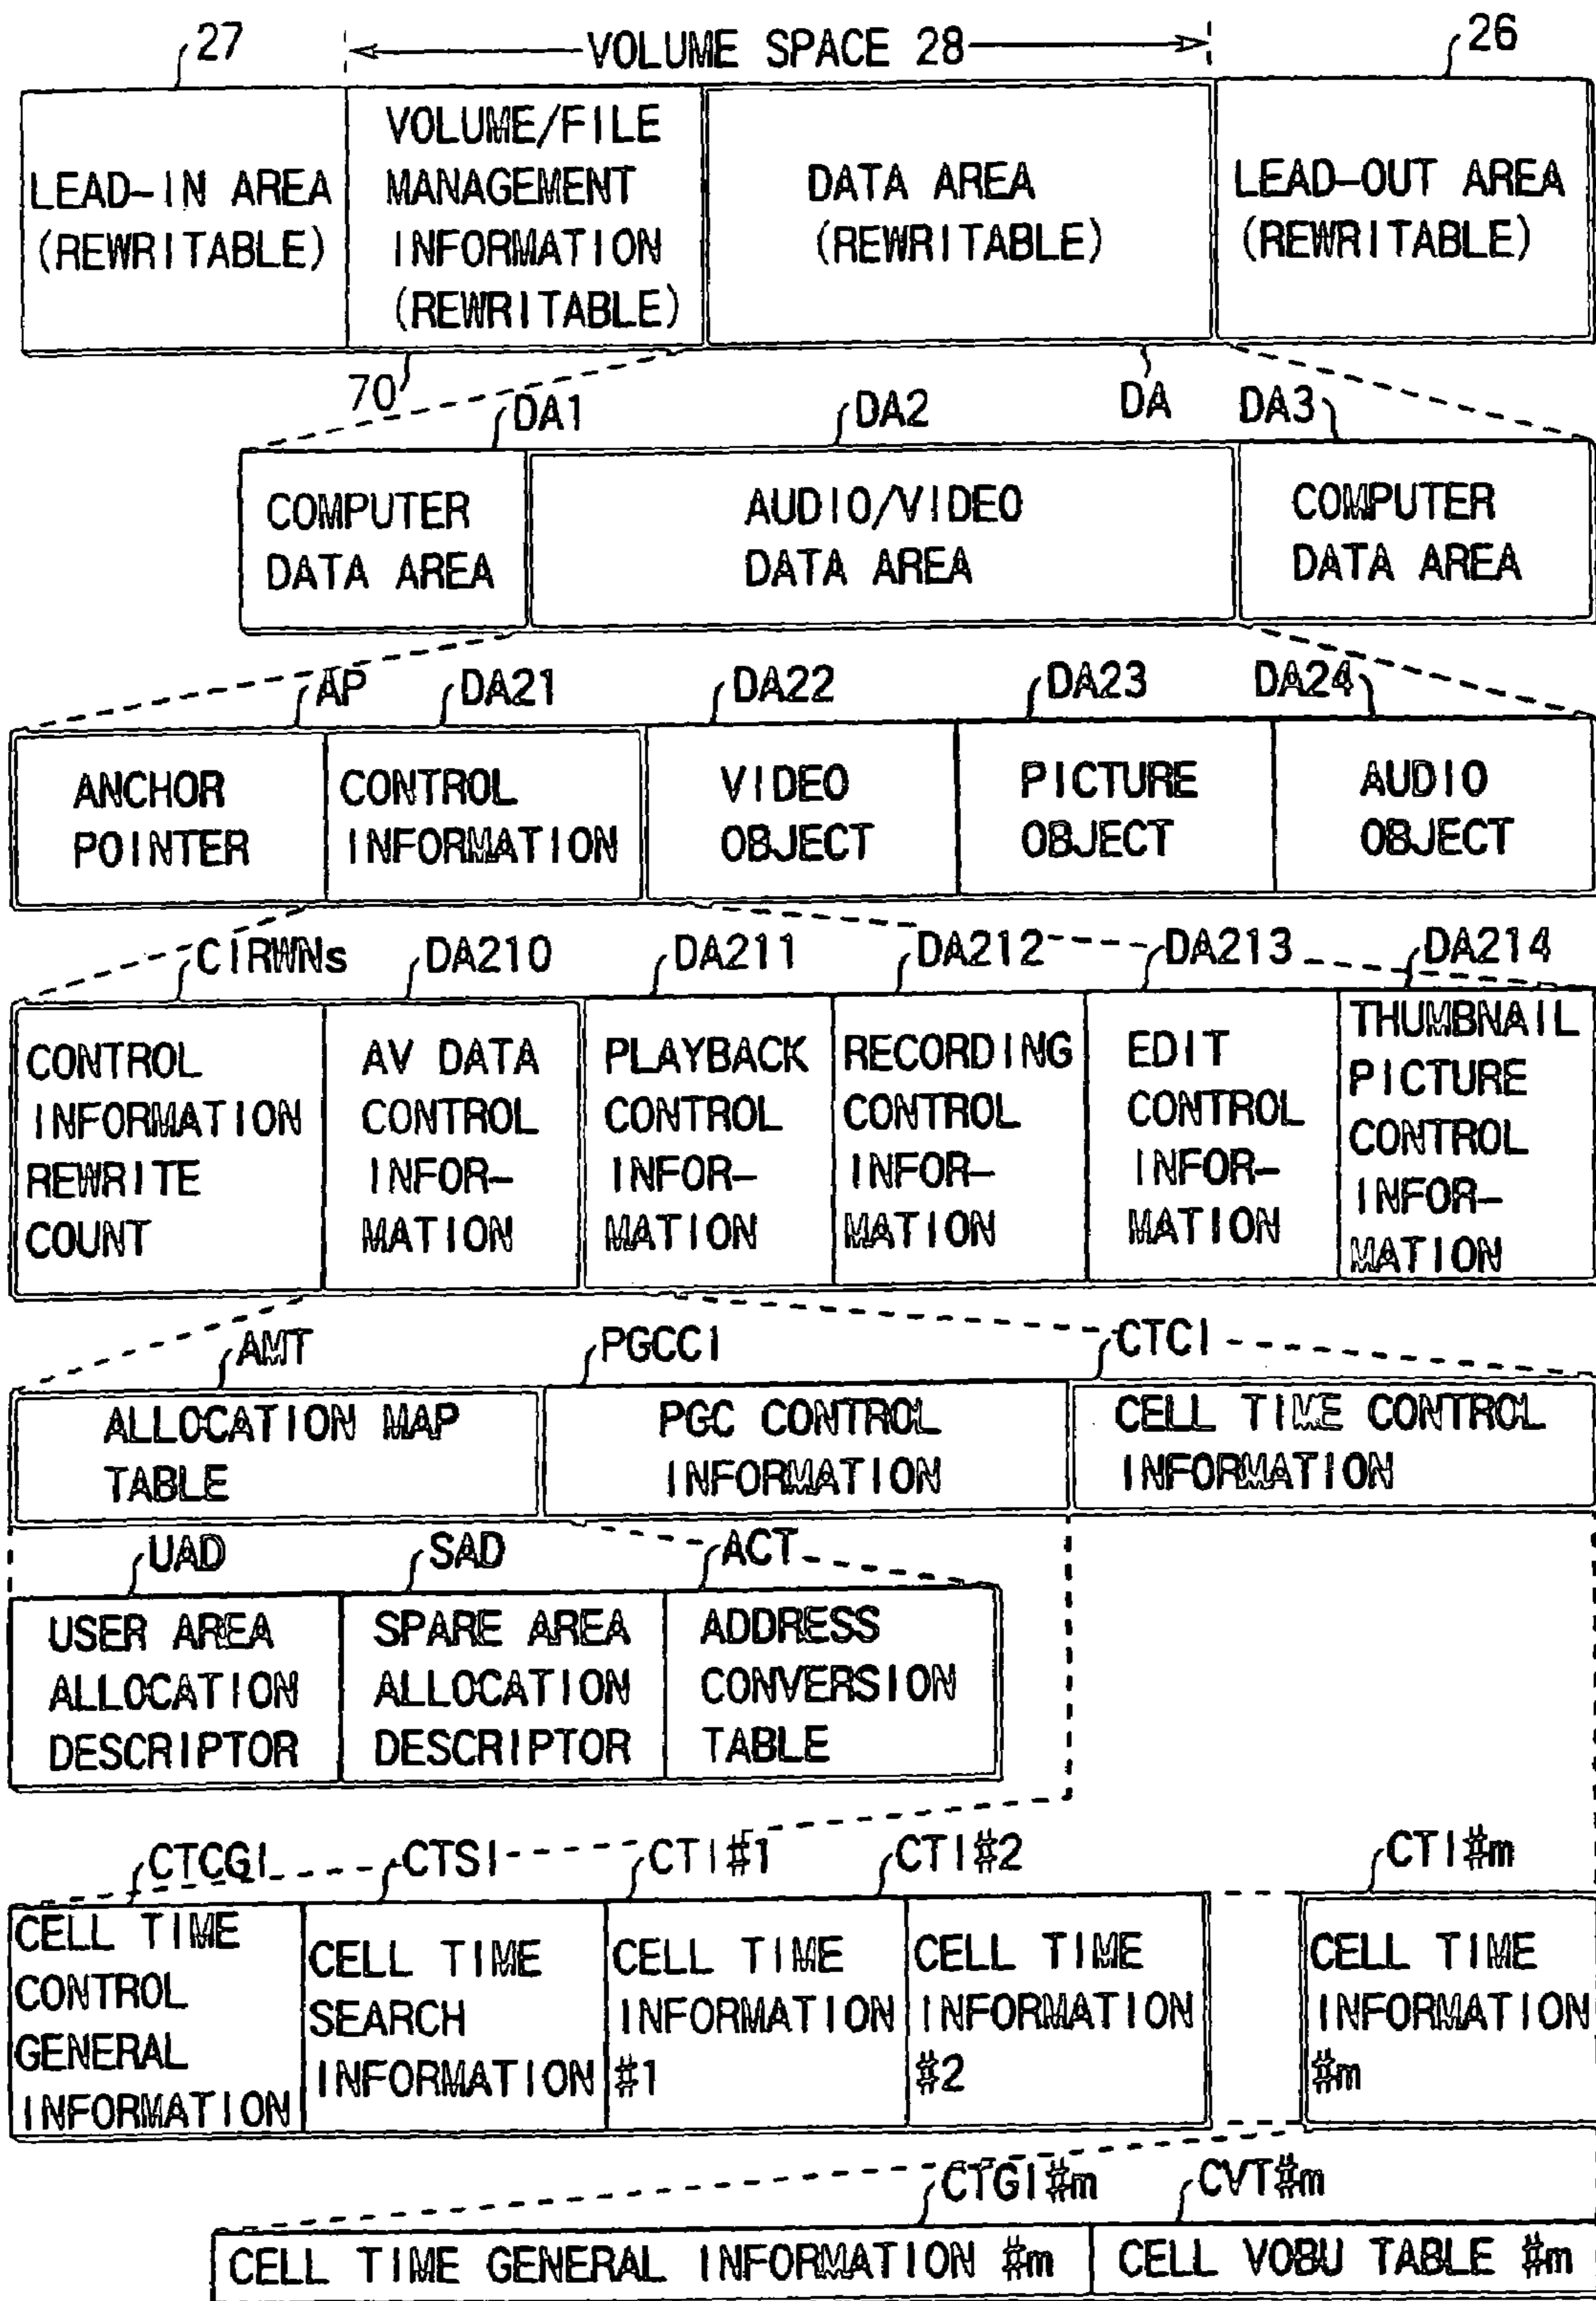 27
VOLUME SPACE 28
26
LEAD-IN AREA
(REWRITABLE)
VOLUME/FILE
MANAGEMENT
INFORMATION
(REWRITABLE)
DATA AREA
(REWRITABLE)
LEAD-OUT AREA
(REWRITABLE)
70
DA1
DA2
DA
DA3
COMPUTER
DATA AREA
AUDIO/VIDEO
DATA AREA
COMPUTER
DATA AREA
AP
DA21
DA22
DA23
DA24
ANCHOR
POINTER
CONTROL
INFORMATION
VIDEO
OBJECT
PICTURE
OBJECT
AUDIO
OBJECT
CIRWNs
DA210
DA211
DA212
DA213
DA214
CONTROL
INFORMATION
REWRITE
COUNT
AV DATA
CONTROL
INFOR-
MATION
PLAYBACK
CONTROL
INFOR-
MATION
RECORDING
CONTROL
INFOR-
MATION
EDIT
CONTROL
INFOR-
MATION
THUMBNAIL
PICTURE
CONTROL
INFOR-
MATION
AMT
PGCCI
CTCI
ALLOCATION MAP
TABLE
PGC CONTROL
INFORMATION
CELL TIME CONTROL
INFORMATION
UAD
SAD
ACT
USER AREA
ALLOCATION
DESCRIPTOR
SPARE AREA
ALLOCATION
DESCRIPTOR
ADDRESS
CONVERSION
TABLE
CTCGI
CTSI
CTI#1
CTI#2
CTI#m
CELL TIME
CONTROL
GENERAL
INFORMATION
CELL TIME
SEARCH
INFORMATION
CELL TIME
INFORMATION
#1
CELL TIME
INFORMATION
#2
CELL TIME
INFORMATION
#m
CTGI#m
CVT#m
CELL TIME GENERAL INFORMATION #m
CELL VOBU TABLE #m